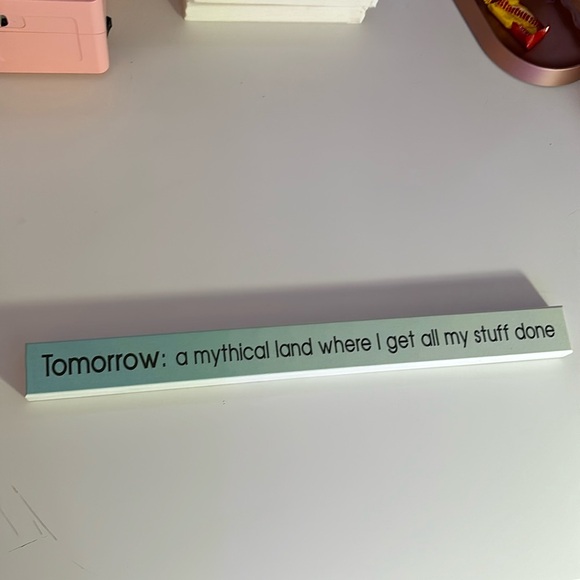 Tomorrow: a mythical land where I get all my stuff done